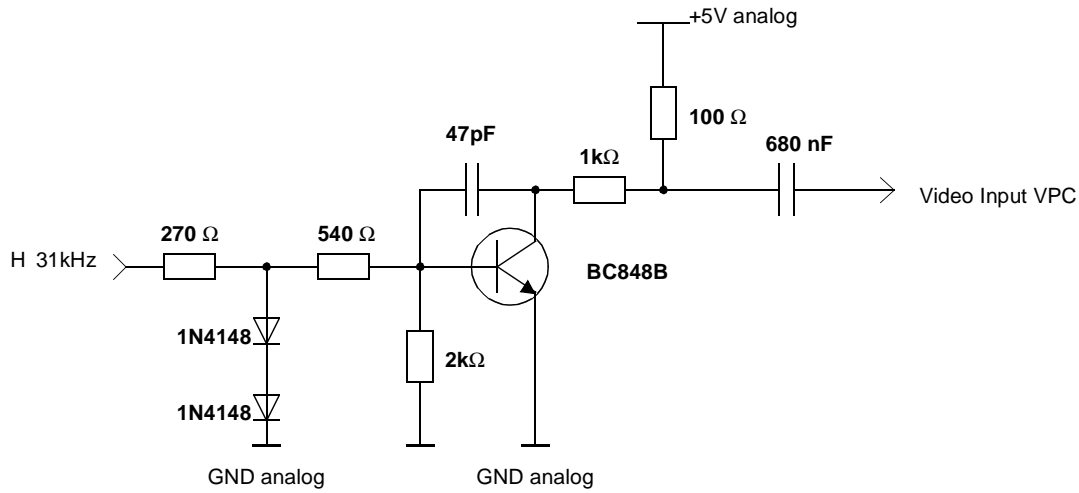 +5V analog
100 Ω
47pF
1kΩ
680 nF
Video Input VPC
270 Ω
540 Ω
H 31kHz
BC848B
1N4148
2kΩ
1N4148
GND analog
GND analog